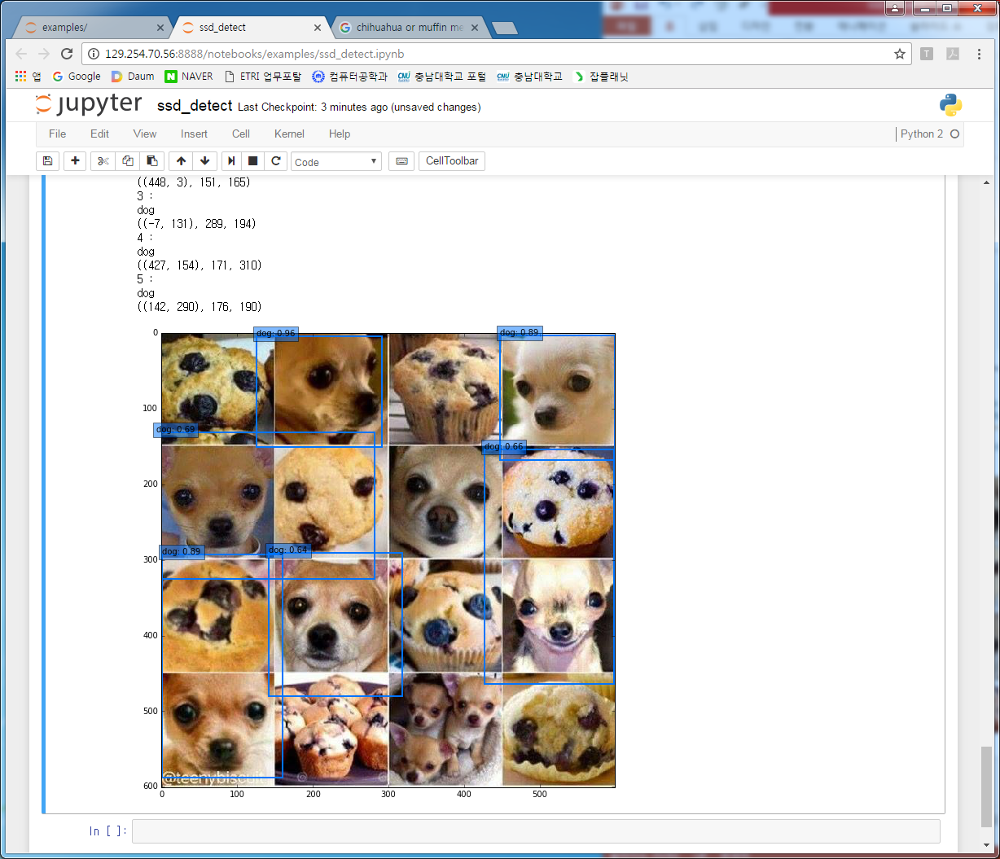 examples/
ssd_detect
chihuahua or muffin me
129.254.70.56:8888/notebooks/examples/ssd_detect.ipynb
앱 Google Daum NAVER ETRI 업무포탈 컴퓨터공학과 충남대학교 포털 충남대학교 잡플래닛
jupyter ssd_detect Last Checkpoint: 3 minutes ago (unsaved changes)
File Edit View Insert Cell Kernel Help Python 2
Code CellToolbar
((448, 3), 151, 165)
3 :
dog
((-7, 131), 289, 194)
4 :
dog
((427, 154), 171, 310)
5 :
dog
((142, 290), 176, 190)
0
dog: 0.96
dog: 0.89
100
dog: 0.69
dog: 0.66
200
dog: 0.89
dog: 0.64
300
400
500
@teenybiscuit
600
0 100 200 300 400 500
In [ ]: